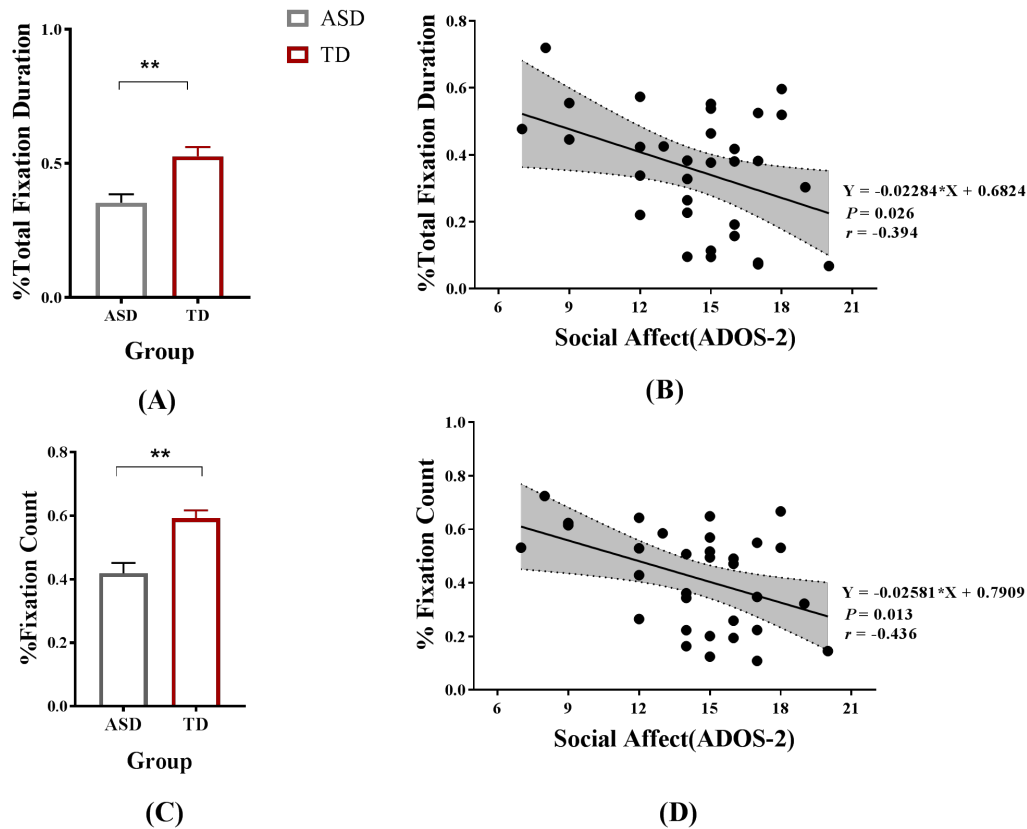 ASD
TD
%Total Fixation Duration
1.0
0.5
0.0
**
ASD
TD
Group
(A)
%Total Fixation Duration
0.8
0.6
0.4
0.2
0.0
6
9
12
15
18
21
Social Affect(ADOS-2)
Y = -0.02284*X + 0.6824
P = 0.026
r = -0.394
(B)
%Fixation Count
0.8
0.6
0.4
0.2
0.0
**
ASD
TD
Group
(C)
% Fixation Count
1.0
0.8
0.6
0.4
0.2
0.0
6
9
12
15
18
21
Social Affect(ADOS-2)
Y = -0.02581*X + 0.7909
P = 0.013
r = -0.436
(D)